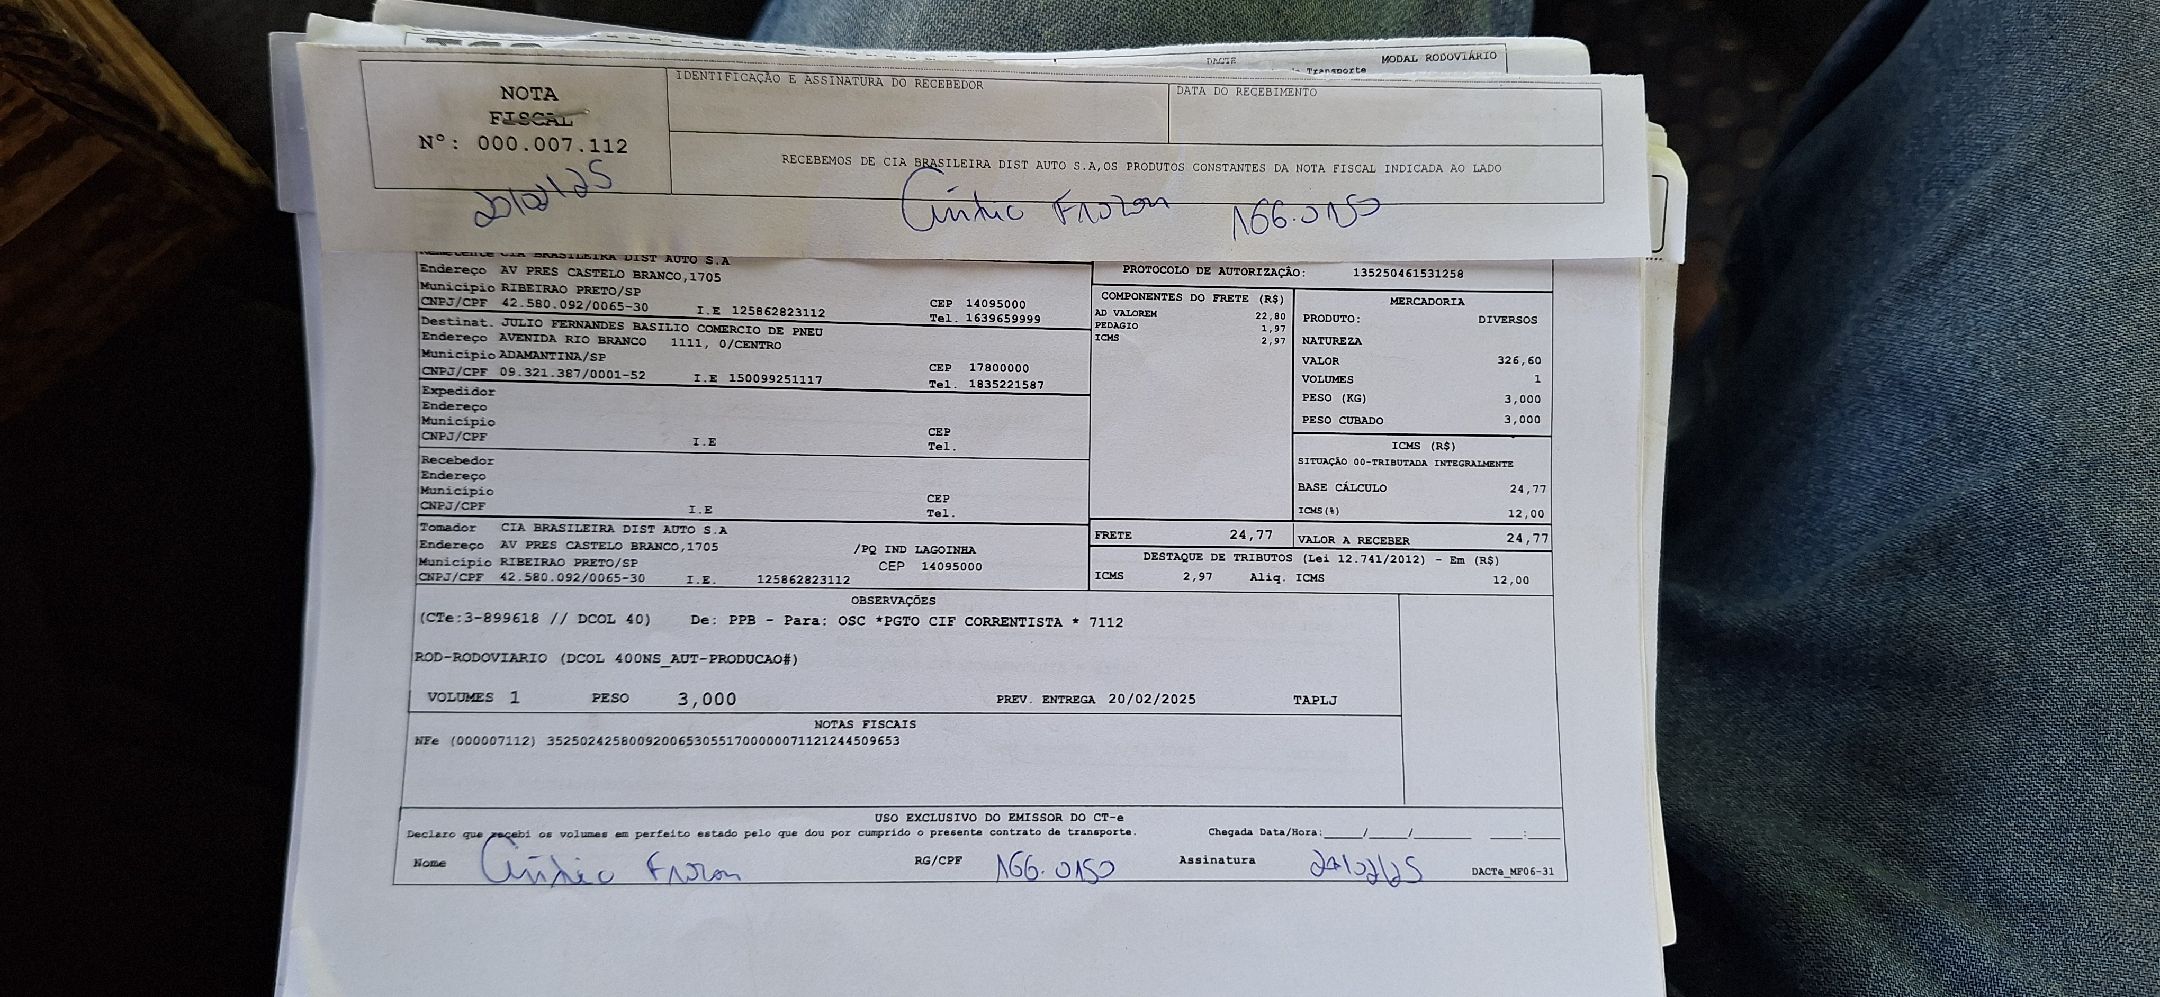 DACTE
MODAL RODOVIÁRIO
Transporte
NOTA
FISCAL
Nº: 000.007.112
IDENTIFICAÇÃO E ASSINATURA DO RECEBEDOR
DATA DO RECEBIMENTO
RECEBEMOS DE CIA BRASILEIRA DIST AUTO S.A,OS PRODUTOS CONSTANTES DA NOTA FISCAL INDICADA AO LADO
166.0150
CIA BRASILEIRA DIST AUTO S.A
Endereço AV PRES CASTELO BRANCO,1705
Município RIBEIRAO PRETO/SP
CEP 14095000
CNPJ/CPF 42.580.092/0065-30 I.E 125862823112 Tel. 1639659999
Destinat. JULIO FERNANDES BASILIO COMERCIO DE PNEU
Endereço AVENIDA RIO BRANCO 1111, 0/CENTRO
Município ADAMANTINA/SP
CEP 17800000
CNPJ/CPF 09.321.387/0001-52 I.E 150099251117 Tel. 1835221587
Expedidor
Endereço
Município
CEP
CNPJ/CPF I.E Tel.
Recebedor
Endereço
Município
CEP
CNPJ/CPF I.E Tel.
Tomador CIA BRASILEIRA DIST AUTO S.A
Endereço AV PRES CASTELO BRANCO,1705 /PQ IND LAGOINHA
Município RIBEIRAO PRETO/SP CEP 14095000
CNPJ/CPF 42.580.092/0065-30 I.E. 125862823112
PROTOCOLO DE AUTORIZAÇÃO: 135250461531258
COMPONENTES DO FRETE (R$)
AD VALOREM 22,80
PEDAGIO 1,97
ICMS 2,97
MERCADORIA
PRODUTO: DIVERSOS
NATUREZA
VALOR 326,60
VOLUMES 1
PESO (KG) 3,000
PESO CUBADO 3,000
ICMS (R$)
SITUAÇÃO 00-TRIBUTADA INTEGRALMENTE
BASE CÁLCULO 24,77
ICMS(%) 12,00
FRETE 24,77
VALOR A RECEBER 24,77
DESTAQUE DE TRIBUTOS (Lei 12.741/2012) - Em (R$)
ICMS 2,97 Aliq. ICMS 12,00
OBSERVAÇÕES
(CTe:3-899618 // DCOL 40) De: PPB - Para: OSC *PGTO CIF CORRENTISTA * 7112
ROD-RODOVIARIO (DCOL 400NS_AUT-PRODUCAO#)
VOLUMES 1 PESO 3,000 PREV. ENTREGA 20/02/2025 TAPLJ
NOTAS FISCAIS
NFe (000007112) 35250242580092006530551700000071121244509653
USO EXCLUSIVO DO EMISSOR DO CT-e
Declaro que recebi os volumes em perfeito estado pelo que dou por cumprido o presente contrato de transporte. Chegada Data/Hora:____/____/______ ____:____
Nome RG/CPF 166.0150 Assinatura
DACTe_MF06-31